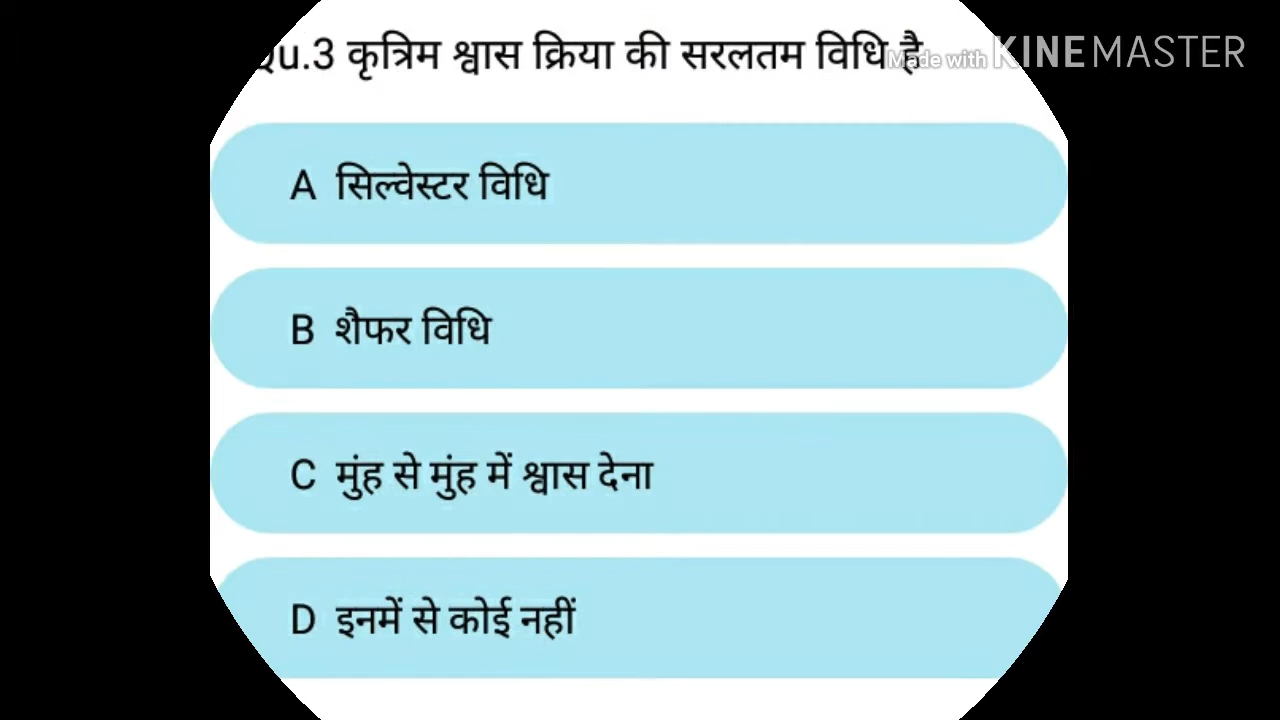 Qu.3 कृत्रिम श्वास क्रिया की सरलतम विधि है
Made with KINEMASTER
A सिल्वेस्टर विधि
B शैफर विधि
C मुंह से मुंह में श्वास देना
D इनमें से कोई नहीं